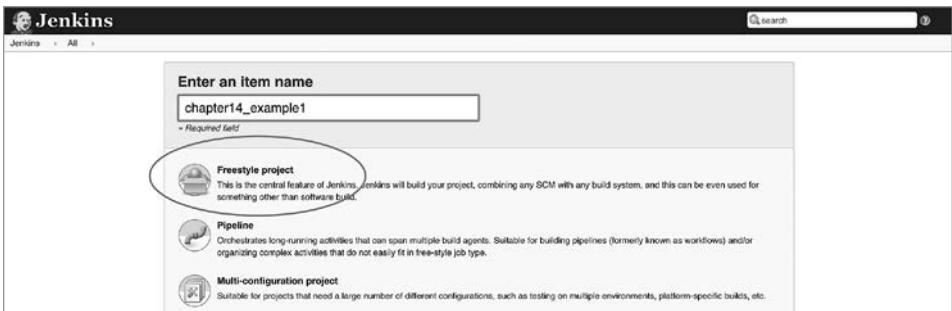 Jenkins
search
Jenkins › All ›
Enter an item name
chapter14_example1
» Required field
Freestyle project
This is the central feature of Jenkins. Jenkins will build your project, combining any SCM with any build system, and this can be even used for
something other than software build.
Pipeline
Orchestrates long-running activities that can span multiple build agents. Suitable for building pipelines (formerly known as workflows) and/or
organizing complex activities that do not easily fit in free-style job type.
Multi-configuration project
Suitable for projects that need a large number of different configurations, such as testing on multiple environments, platform-specific builds, etc.